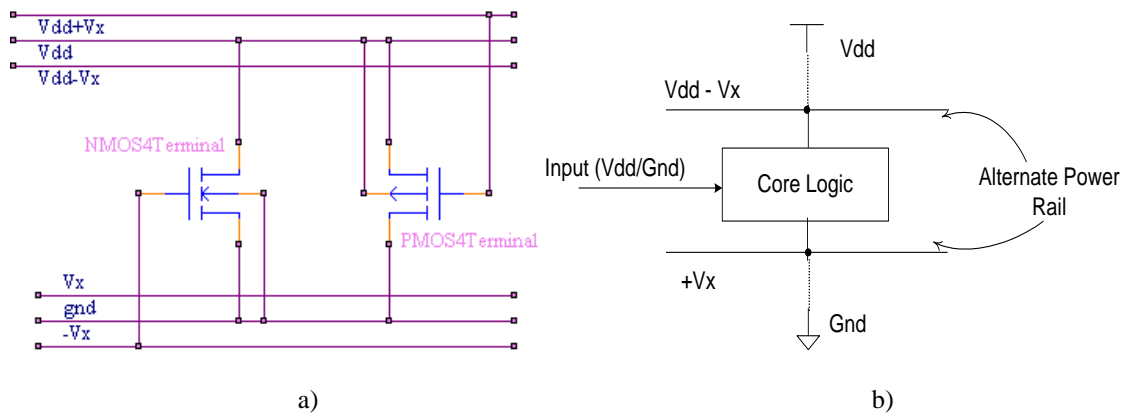 Vdd+Vx
Vdd
Vdd-Vx
NMOS4Terminal
PMOS4Terminal
Vx
gnd
-Vx
a)
Vdd
Vdd - Vx
Input (Vdd/Gnd)
Core Logic
Alternate Power
Rail
+Vx
Gnd
b)